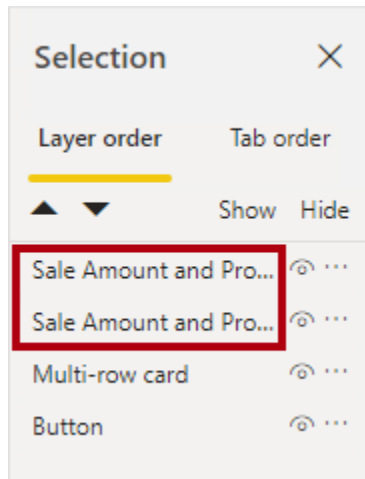 Selection
Layer order Tab order
Show Hide
Sale Amount and Pro...
Sale Amount and Pro...
Multi-row card
Button